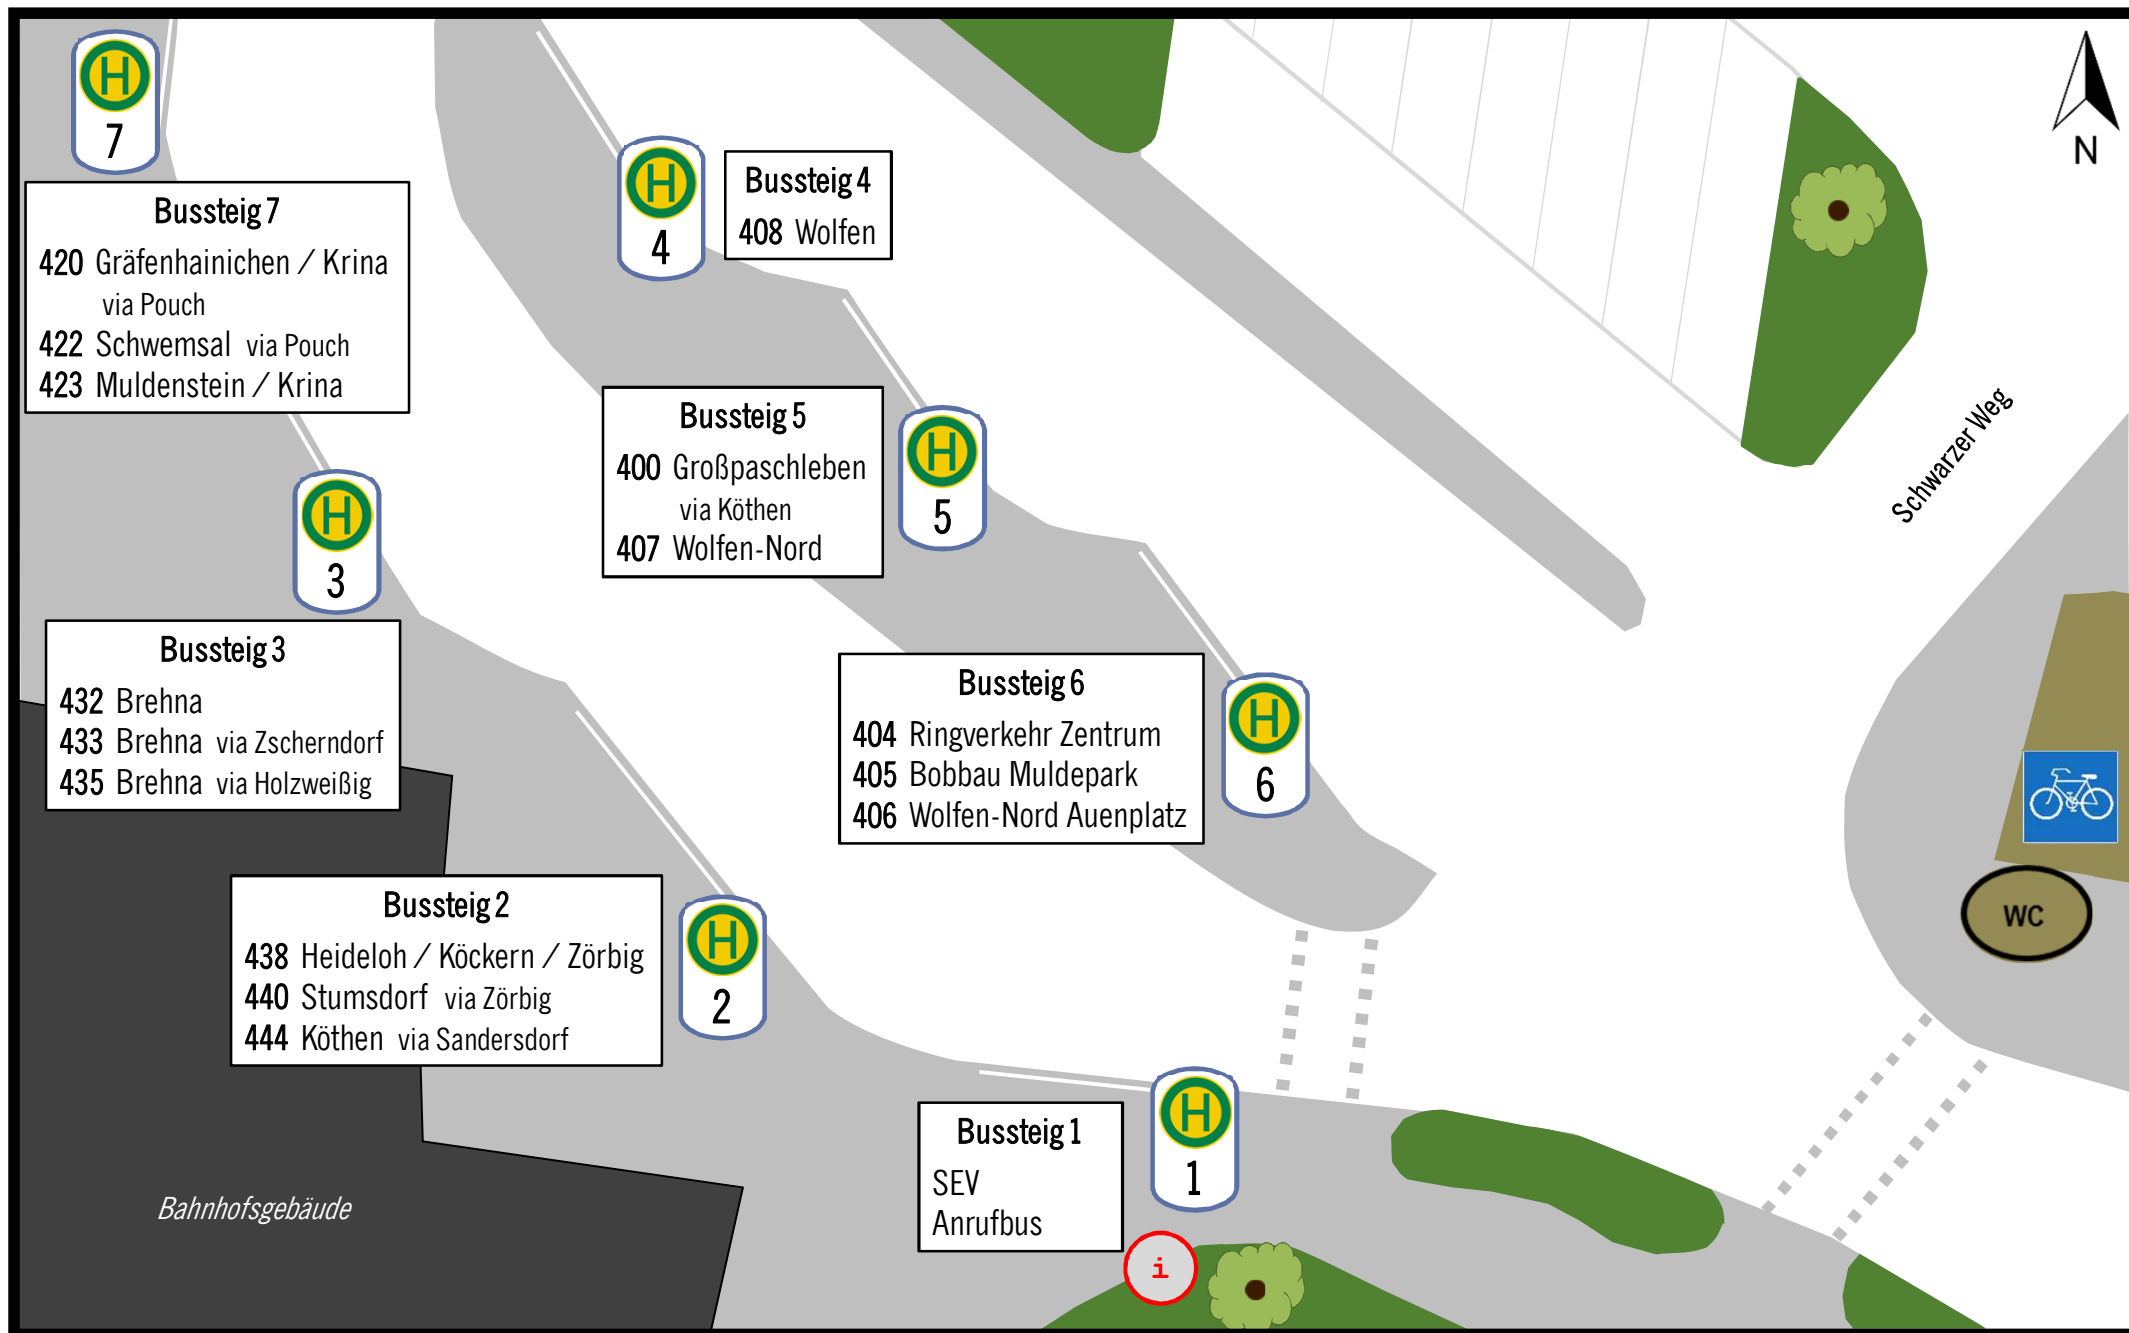 H
7
Bussteig 7
420 Gräfenhainichen / Krina
via Pouch
422 Schwemsal via Pouch
423 Muldenstein / Krina
H
4
Bussteig 4
408 Wolfen
N
H
5
Bussteig 5
400 Großpaschleben
via Köthen
407 Wolfen-Nord
Schwarzer Weg
H
3
Bussteig 3
432 Brehna
433 Brehna via Zscherndorf
435 Brehna via Holzweißig
H
6
Bussteig 6
404 Ringverkehr Zentrum
405 Bobbau Muldepark
406 Wolfen-Nord Auenplatz
H
2
Bussteig 2
438 Heideloh / Köckern / Zörbig
440 Stumsdorf via Zörbig
444 Köthen via Sandersdorf
WC
H
1
Bussteig 1
SEV
Anrufbus
Bahnhofsgebäude
i